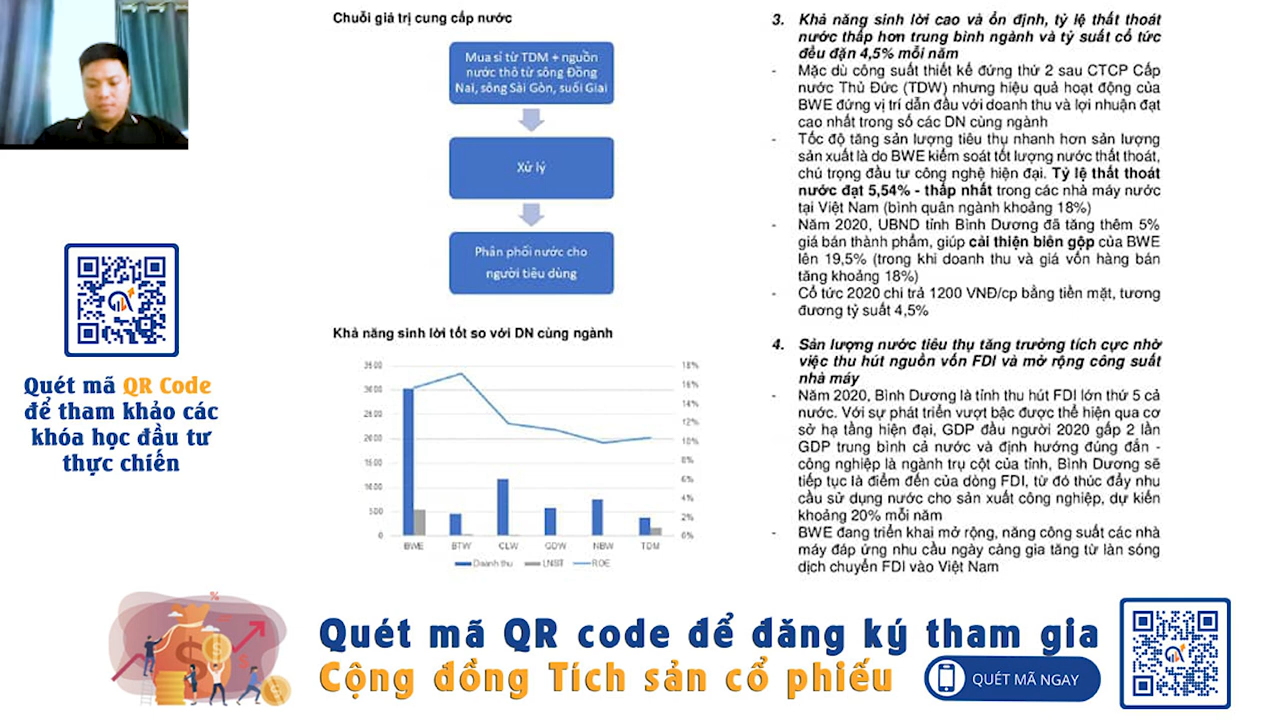 Chuỗi giá trị cung cấp nước
Mua sỉ từ TDM + nguồn
nước thô từ sông Đồng
Nai, sông Sài Gòn, suối Giai
Xử lý
Phân phối nước cho
người tiêu dùng
Khả năng sinh lời tốt so với DN cùng ngành
3500
3000
2500
2000
1500
1000
500
0
18%
16%
14%
12%
10%
8%
6%
4%
2%
0%
BWE BTW CLW GDW NBW TDM
Doanh thu LNST ROE
3. Khả năng sinh lời cao và ổn định, tỷ lệ thất thoát
nước thấp hơn trung bình ngành và tỷ suất cổ tức
đều đặn 4,5% mỗi năm
- Mặc dù công suất thiết kế đứng thứ 2 sau CTCP Cấp
nước Thủ Đức (TDW) nhưng hiệu quả hoạt động của
BWE đứng vị trí dẫn đầu với doanh thu và lợi nhuận đạt
cao nhất trong số các DN cùng ngành
- Tốc độ tăng sản lượng tiêu thụ nhanh hơn sản lượng
sản xuất là do BWE kiểm soát tốt lượng nước thất thoát,
chú trọng đầu tư công nghệ hiện đại. Tỷ lệ thất thoát
nước đạt 5,54% - thấp nhất trong các nhà máy nước
tại Việt Nam (bình quân ngành khoảng 18%)
- Năm 2020, UBND tỉnh Bình Dương đã tăng thêm 5%
giá bán thành phẩm, giúp cải thiện biên gộp của BWE
lên 19,5% (trong khi doanh thu và giá vốn hàng bán
tăng khoảng 18%)
- Cổ tức 2020 chi trả 1200 VNĐ/cp bằng tiền mặt, tương
đương tỷ suất 4,5%
4. Sản lượng nước tiêu thụ tăng trưởng tích cực nhờ
việc thu hút nguồn vốn FDI và mở rộng công suất
nhà máy
- Năm 2020, Bình Dương là tỉnh thu hút FDI lớn thứ 5 cả
nước. Với sự phát triển vượt bậc được thể hiện qua cơ
sở hạ tầng hiện đại, GDP đầu người 2020 gấp 2 lần
GDP trung bình cả nước và định hướng đúng đắn -
công nghiệp là ngành trụ cột của tỉnh, Bình Dương sẽ
tiếp tục là điểm đến của dòng FDI, từ đó thúc đẩy nhu
cầu sử dụng nước cho sản xuất công nghiệp, dự kiến
khoảng 20% mỗi năm
- BWE đang triển khai mở rộng, nâng công suất các nhà
máy đáp ứng nhu cầu ngày càng gia tăng từ làn sóng
dịch chuyển FDI vào Việt Nam
Quét mã QR Code
để tham khảo các
khóa học đầu tư
thực chiến
Quét mã QR code để đăng ký tham gia
Cộng đồng Tích sản cổ phiếu
QUÉT MÃ NGAY